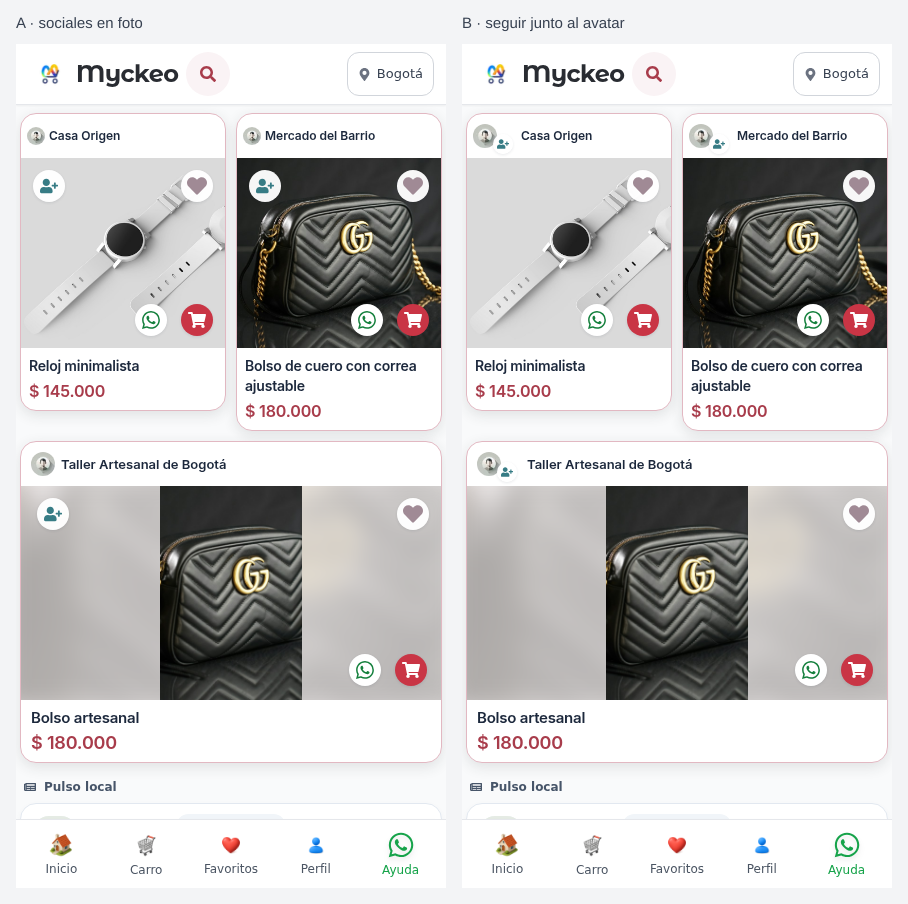 A · sociales en foto
Myckeo
Bogotá
Casa Origen
Mercado del Barrio
Reloj minimalista
$ 145.000
Bolso de cuero con correa
ajustable
$ 180.000
Taller Artesanal de Bogotá
Bolso artesanal
$ 180.000
Pulso local
Inicio
Carro
Favoritos
Perfil
Ayuda
B · seguir junto al avatar
Myckeo
Bogotá
Casa Origen
Mercado del Barrio
Reloj minimalista
$ 145.000
Bolso de cuero con correa
ajustable
$ 180.000
Taller Artesanal de Bogotá
Bolso artesanal
$ 180.000
Pulso local
Inicio
Carro
Favoritos
Perfil
Ayuda